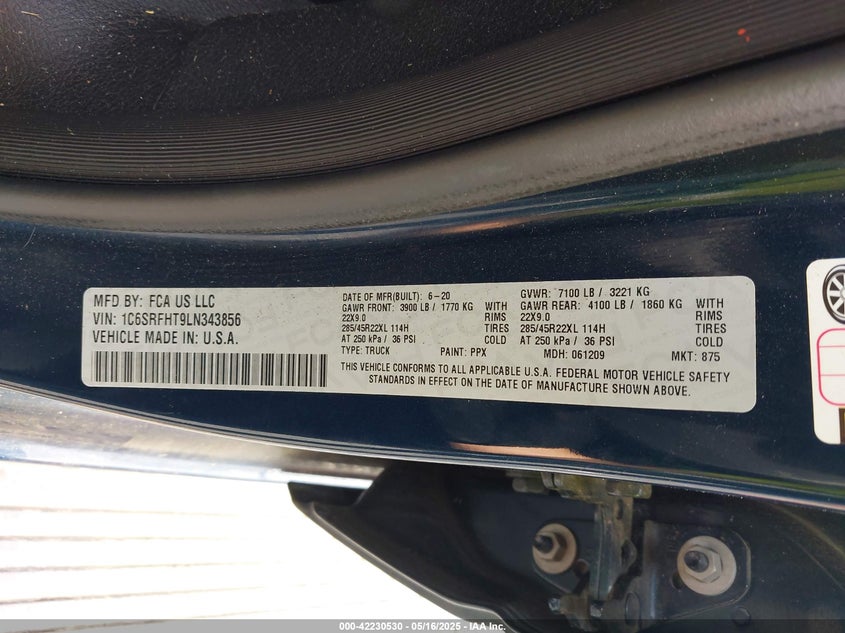 MFD BY: FCA US LLC
VIN: 1C6SRFHT9LN343856
VEHICLE MADE IN: U.S.A.
DATE OF MFR(BUILT): 6-20
GAWR FRONT: 3900 LB / 1770 KG WITH
22X9.0 RIMS
285/45R22XL 114H TIRES
AT 250 kPa / 36 PSI COLD
TYPE: TRUCK PAINT: PPX
GVWR: 7100 LB / 3221 KG
GAWR REAR: 4100 LB / 1860 KG WITH
22X9.0 RIMS
285/45R22XL 114H TIRES
AT 250 kPa / 36 PSI COLD
MDH: 061209 MKT: 875
THIS VEHICLE CONFORMS TO ALL APPLICABLE U.S.A. FEDERAL MOTOR VEHICLE SAFETY
STANDARDS IN EFFECT ON THE DATE OF MANUFACTURE SHOWN ABOVE.
000-42230530 - 05/16/2025 - IAA Inc.